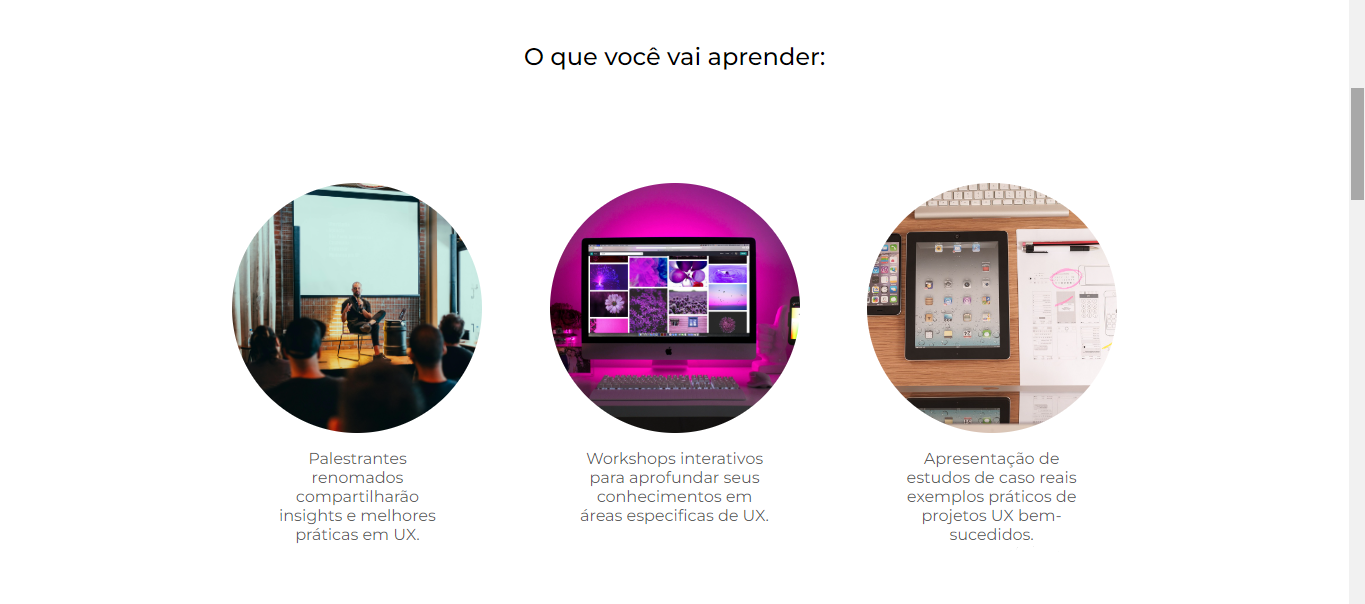 O que você vai aprender:
Palestrantes
renomados
compartilharão
insights e melhores
práticas em UX.
Workshops interativos
para aprofundar seus
conhecimentos em
áreas especificas de UX.
Apresentação de
estudos de caso reais
exemplos práticos de
projetos UX bem-
sucedidos.